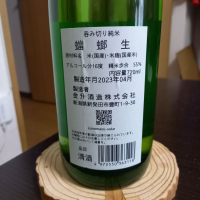 呑み切り純米
蟷螂生
原材料名：米(国産)・米麹(国産米)
アルコール分16度 精米歩合 55%
内容量720ml
製造年月2023年04月
製造者
金升酒造株式会社
新潟県新発田市豊町1-9-30
清酒